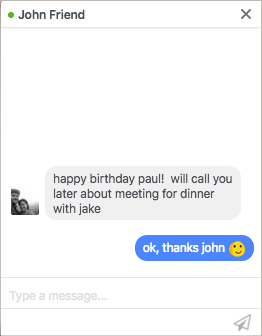 John Friend
happy birthday paul!  will call you
later about meeting for dinner
with jake
ok, thanks john 🙂
Type a message...